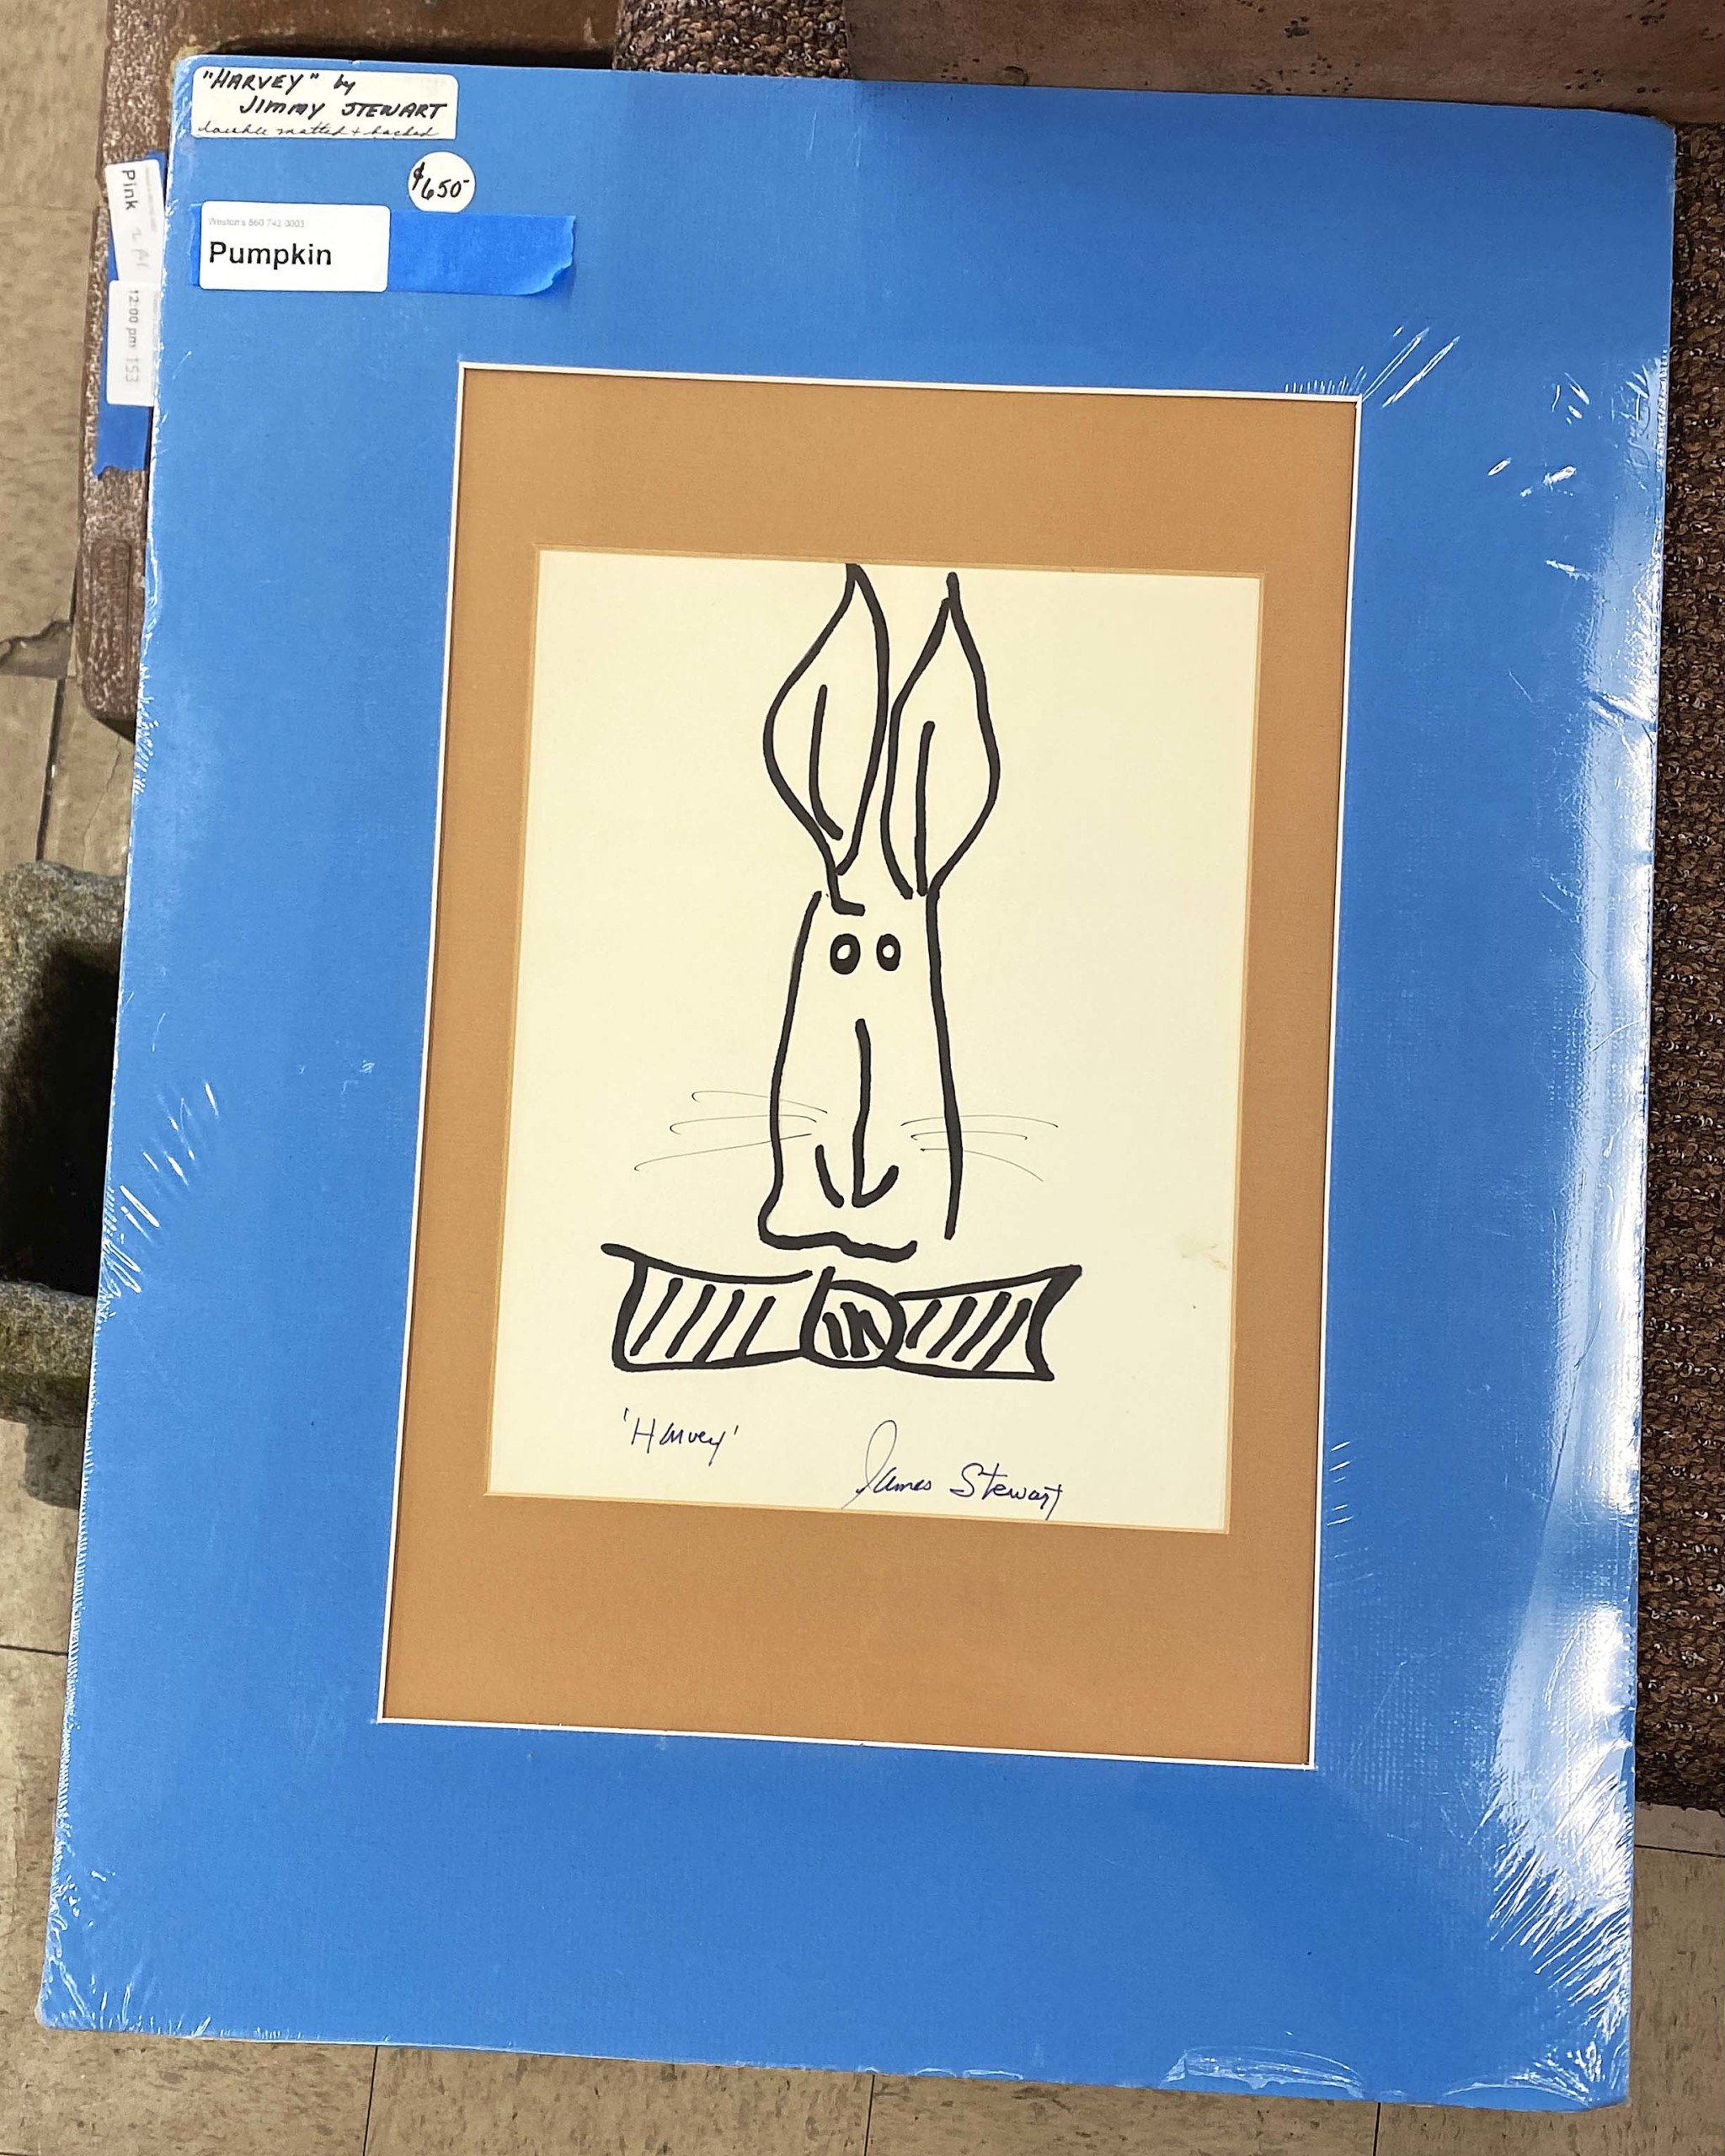 "HARVEY" by
JIMMY STEWART
double matted + backed
$650-
Weston's 860 742 0003
Pumpkin
Pink
12:00 pm 153
'Harvey'
James Stewart